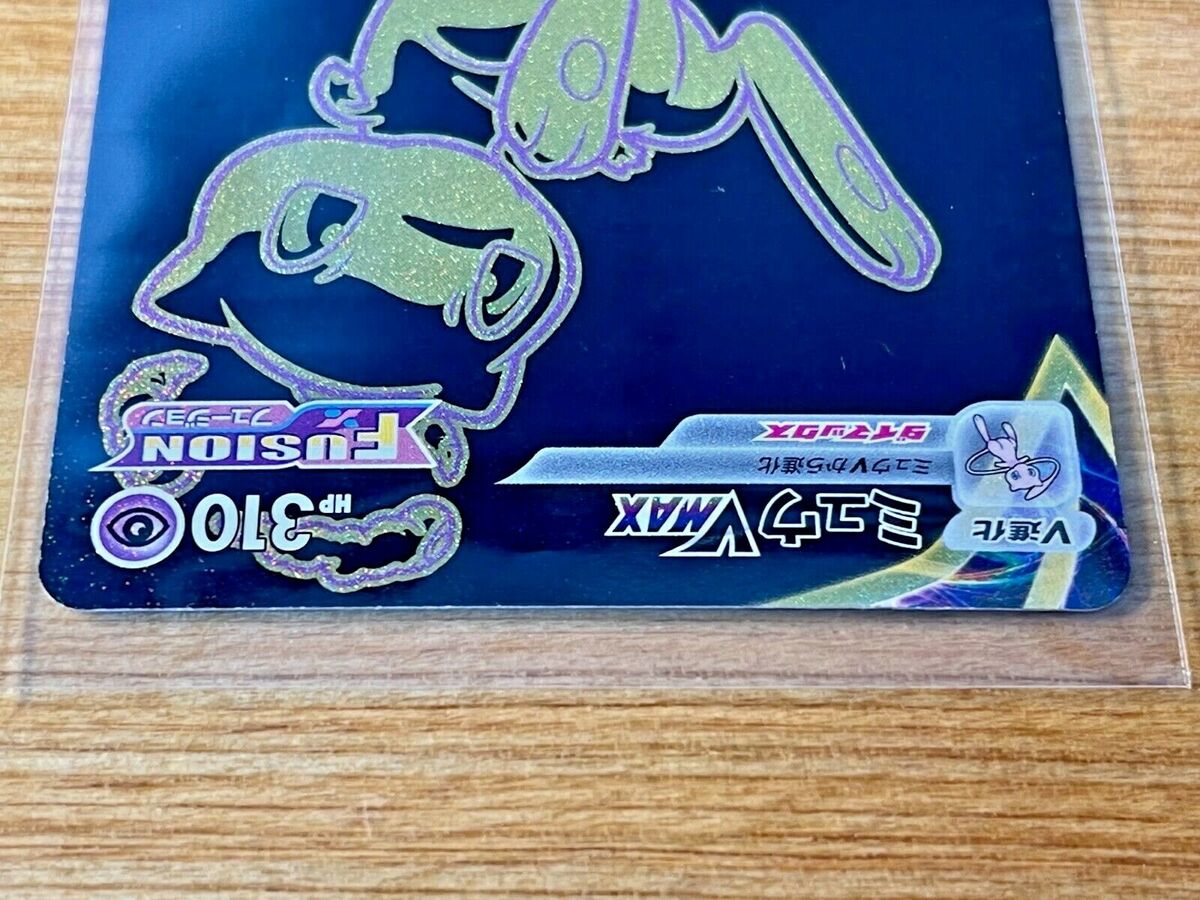 V進化
ミュウVMAX
HP310
ミュウVから進化
FUSION
フュージョン
ダイマックス